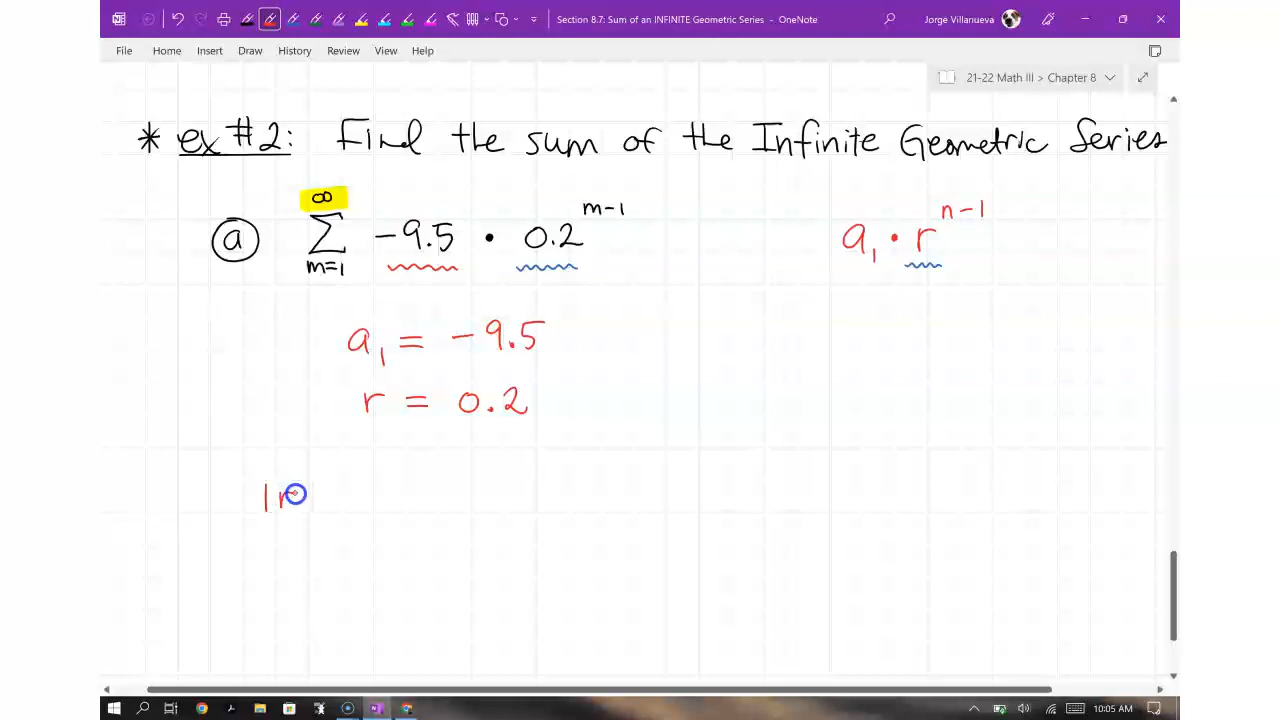 Section 8.7: Sum of an INFINITE Geometric Series - OneNote
Jorge Villanueva
File Home Insert Draw History Review View Help
21-22 Math III > Chapter 8
* ex #2: Find the sum of the Infinite Geometric Series
∞
a Σ -9.5 • 0.2^(m-1) a₁ • r^(n-1)
m=1
a₁ = -9.5
r = 0.2
|r
10:05 AM